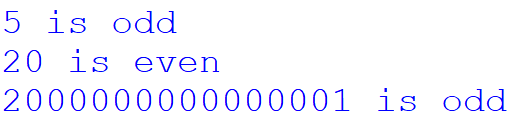 5 is odd
20 is even
2000000000000001 is odd